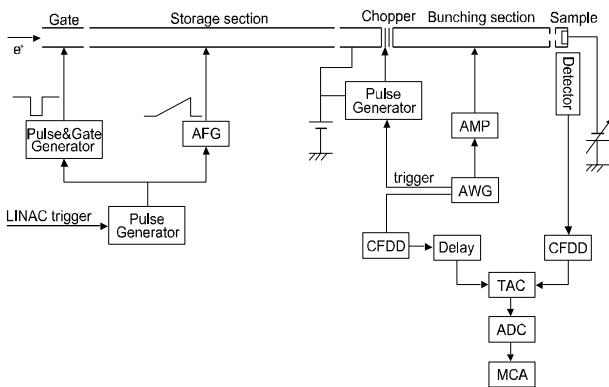 Gate
Storage section
Chopper
Bunching section
Sample
e⁺
Detector
Pulse&Gate
Generator
AFG
Pulse
Generator
AMP
trigger
AWG
LINAC trigger
Pulse
Generator
CFDD
Delay
CFDD
TAC
ADC
MCA